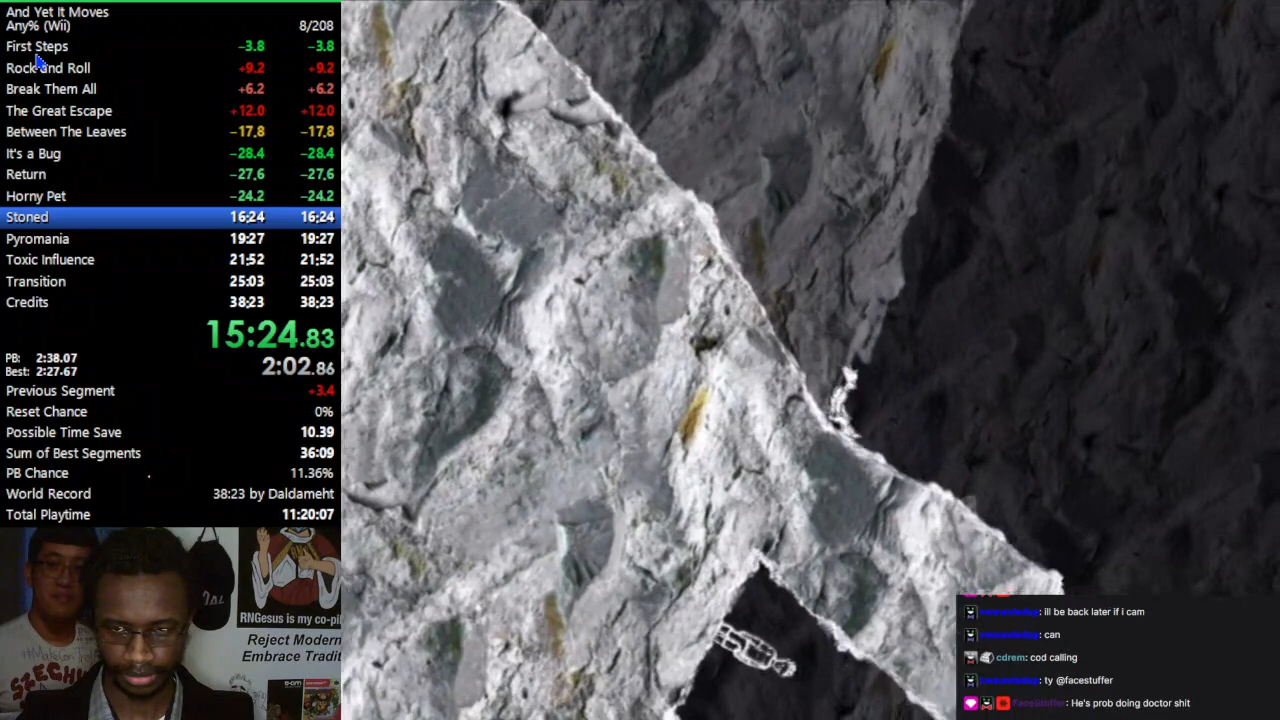 And Yet It Moves
Any% (Wii) 8/208
First Steps −3.8 −3.8
Rock and Roll +9.2 +9.2
Break Them All +6.2 +6.2
The Great Escape +12.0 +12.0
Between The Leaves −17.8 −17.8
It's a Bug −28.4 −28.4
Return −27.6 −27.6
Horny Pet −24.2 −24.2
Stoned 16:24 16:24
Pyromania 19:27 19:27
Toxic Influence 21:52 21:52
Transition 25:03 25:03
Credits 38:23 38:23
15:24.83
PB: 2:38.07
Best: 2:27.67
2:02.86
Previous Segment +3.4
Reset Chance 0%
Possible Time Save 10.39
Sum of Best Segments 36:09
PB Chance 11.36%
World Record 38:23 by Daldameht
Total Playtime 11:20:07
RNGesus is my co-pil
Reject Modern
Embrace Tradit
: ill be back later if i cam
: can
cdrem: cod calling
: ty @facestuffer
Facestuffer: He's prob doing doctor shit